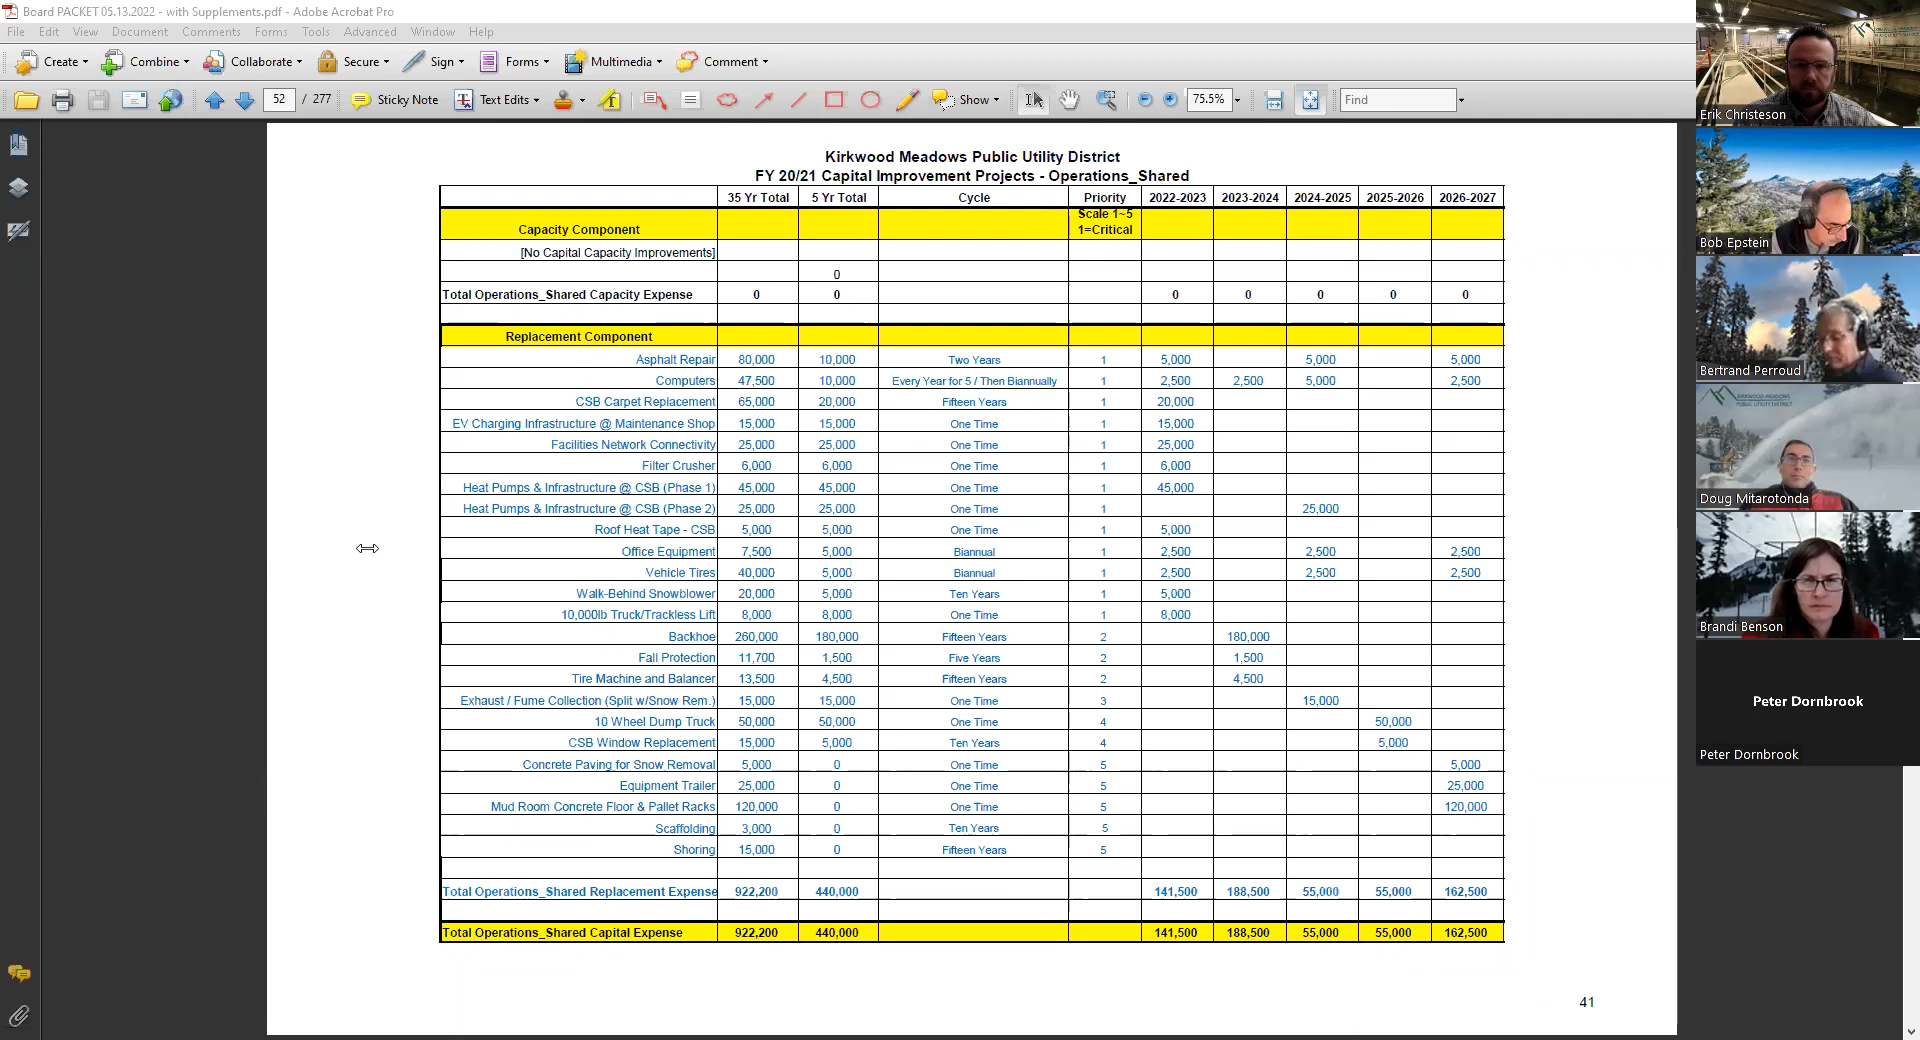 Board PACKET 05.13.2022 - with Supplements.pdf - Adobe Acrobat Pro
File Edit View Document Comments Forms Tools Advanced Window Help
Create Combine Collaborate Secure Sign Forms Multimedia Comment
52 / 277 Sticky Note Text Edits Show 75.5% Find
Kirkwood Meadows Public Utility District
FY 20/21 Capital Improvement Projects - Operations_Shared
35 Yr Total 5 Yr Total Cycle Priority 2022-2023 2023-2024 2024-2025 2025-2026 2026-2027
Capacity Component Scale 1~5 1=Critical
[No Capital Capacity Improvements]
0
Total Operations_Shared Capacity Expense 0 0 0 0 0 0 0
Replacement Component
Asphalt Repair 80,000 10,000 Two Years 1 5,000 5,000 5,000
Computers 47,500 10,000 Every Year for 5 / Then Biannually 1 2,500 2,500 5,000 2,500
CSB Carpet Replacement 65,000 20,000 Fifteen Years 1 20,000
EV Charging Infrastructure @ Maintenance Shop 15,000 15,000 One Time 1 15,000
Facilities Network Connectivity 25,000 25,000 One Time 1 25,000
Filter Crusher 6,000 6,000 One Time 1 6,000
Heat Pumps & Infrastructure @ CSB (Phase 1) 45,000 45,000 One Time 1 45,000
Heat Pumps & Infrastructure @ CSB (Phase 2) 25,000 25,000 One Time 1 25,000
Roof Heat Tape - CSB 5,000 5,000 One Time 1 5,000
Office Equipment 7,500 5,000 Biannual 1 2,500 2,500 2,500
Vehicle Tires 40,000 5,000 Biannual 1 2,500 2,500 2,500
Walk-Behind Snowblower 20,000 5,000 Ten Years 1 5,000
10,000lb Truck/Trackless Lift 8,000 8,000 One Time 1 8,000
Backhoe 260,000 180,000 Fifteen Years 2 180,000
Fall Protection 11,700 1,500 Five Years 2 1,500
Tire Machine and Balancer 13,500 4,500 Fifteen Years 2 4,500
Exhaust / Fume Collection (Split w/Snow Rem.) 15,000 15,000 One Time 3 15,000
10 Wheel Dump Truck 50,000 50,000 One Time 4 50,000
CSB Window Replacement 15,000 5,000 Ten Years 4 5,000
Concrete Paving for Snow Removal 5,000 0 One Time 5 5,000
Equipment Trailer 25,000 0 One Time 5 25,000
Mud Room Concrete Floor & Pallet Racks 120,000 0 One Time 5 120,000
Scaffolding 3,000 0 Ten Years 5
Shoring 15,000 0 Fifteen Years 5
Total Operations_Shared Replacement Expense 922,200 440,000 141,500 188,500 55,000 55,000 162,500
Total Operations_Shared Capital Expense 922,200 440,000 141,500 188,500 55,000 55,000 162,500
41
Erik Christeson
Bob Epstein
Bertrand Perroud
KIRKWOOD MEADOWS
PUBLIC UTILITY DISTRICT
Doug Mitarotonda
Brandi Benson
Peter Dornbrook
Peter Dornbrook